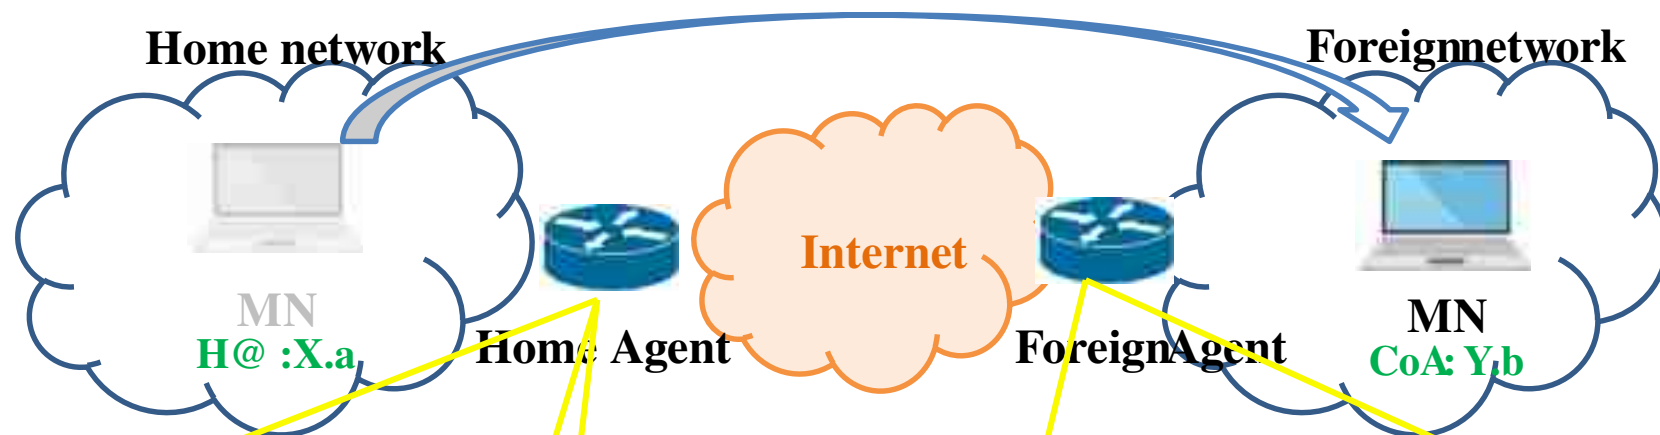 Home network
Foreignnetwork
Internet
MN
H@ :X.a
Home Agent
ForeignAgent
MN
CoA: Y.b